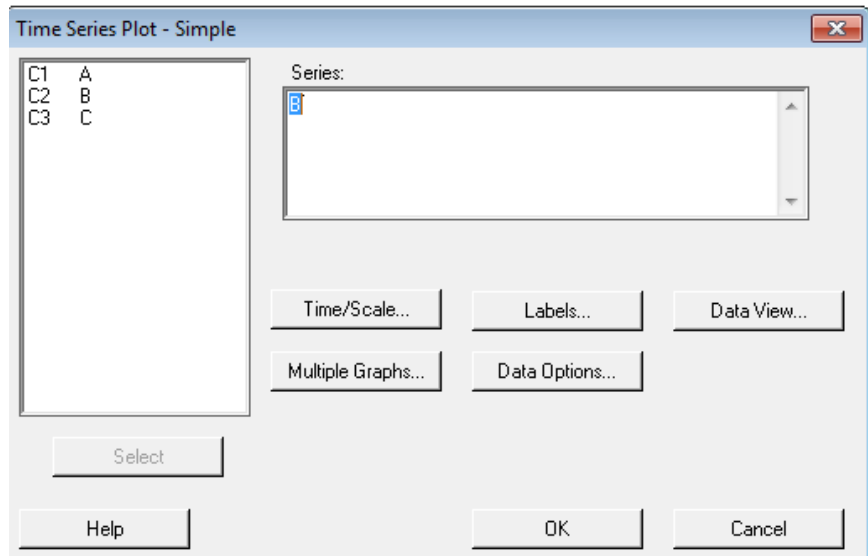 Time Series Plot - Simple
C1 A
C2 B
C3 C
Series:
B
Time/Scale...
Labels...
Data View...
Multiple Graphs...
Data Options...
Select
Help
OK
Cancel